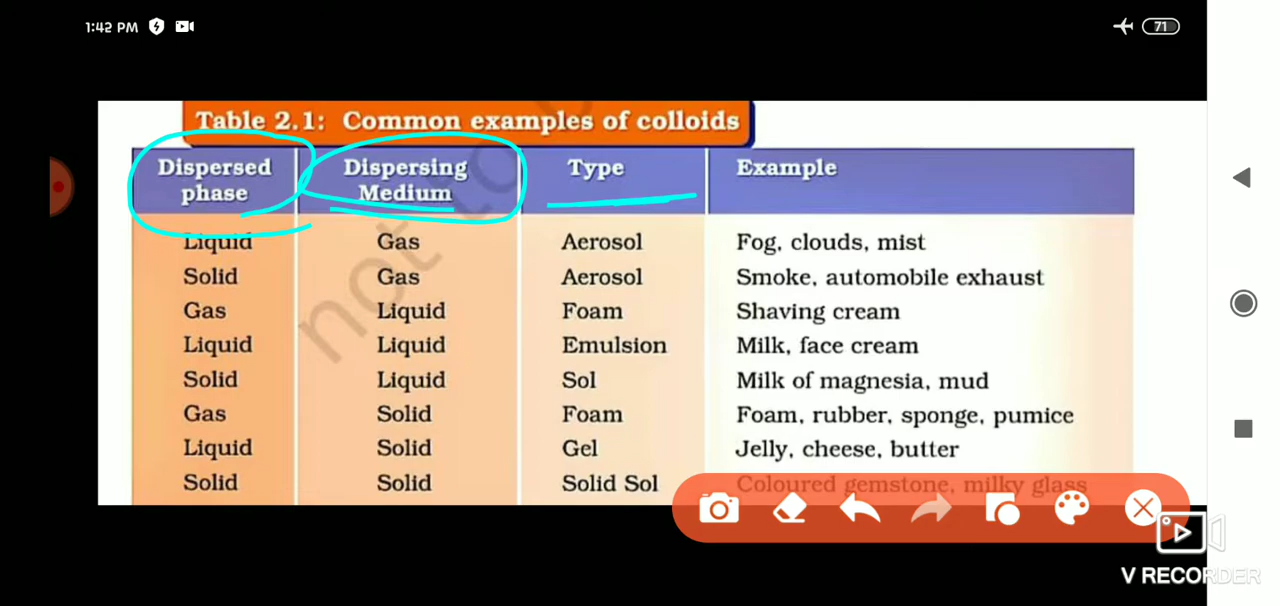 1:42 PM
71
Table 2.1: Common examples of colloids
Dispersed phase Dispersing Medium Type Example
Liquid Gas Aerosol Fog, clouds, mist
Solid Gas Aerosol Smoke, automobile exhaust
Gas Liquid Foam Shaving cream
Liquid Liquid Emulsion Milk, face cream
Solid Liquid Sol Milk of magnesia, mud
Gas Solid Foam Foam, rubber, sponge, pumice
Liquid Solid Gel Jelly, cheese, butter
Solid Solid Solid Sol Coloured gemstone, milky glass
not to
V RECORDER